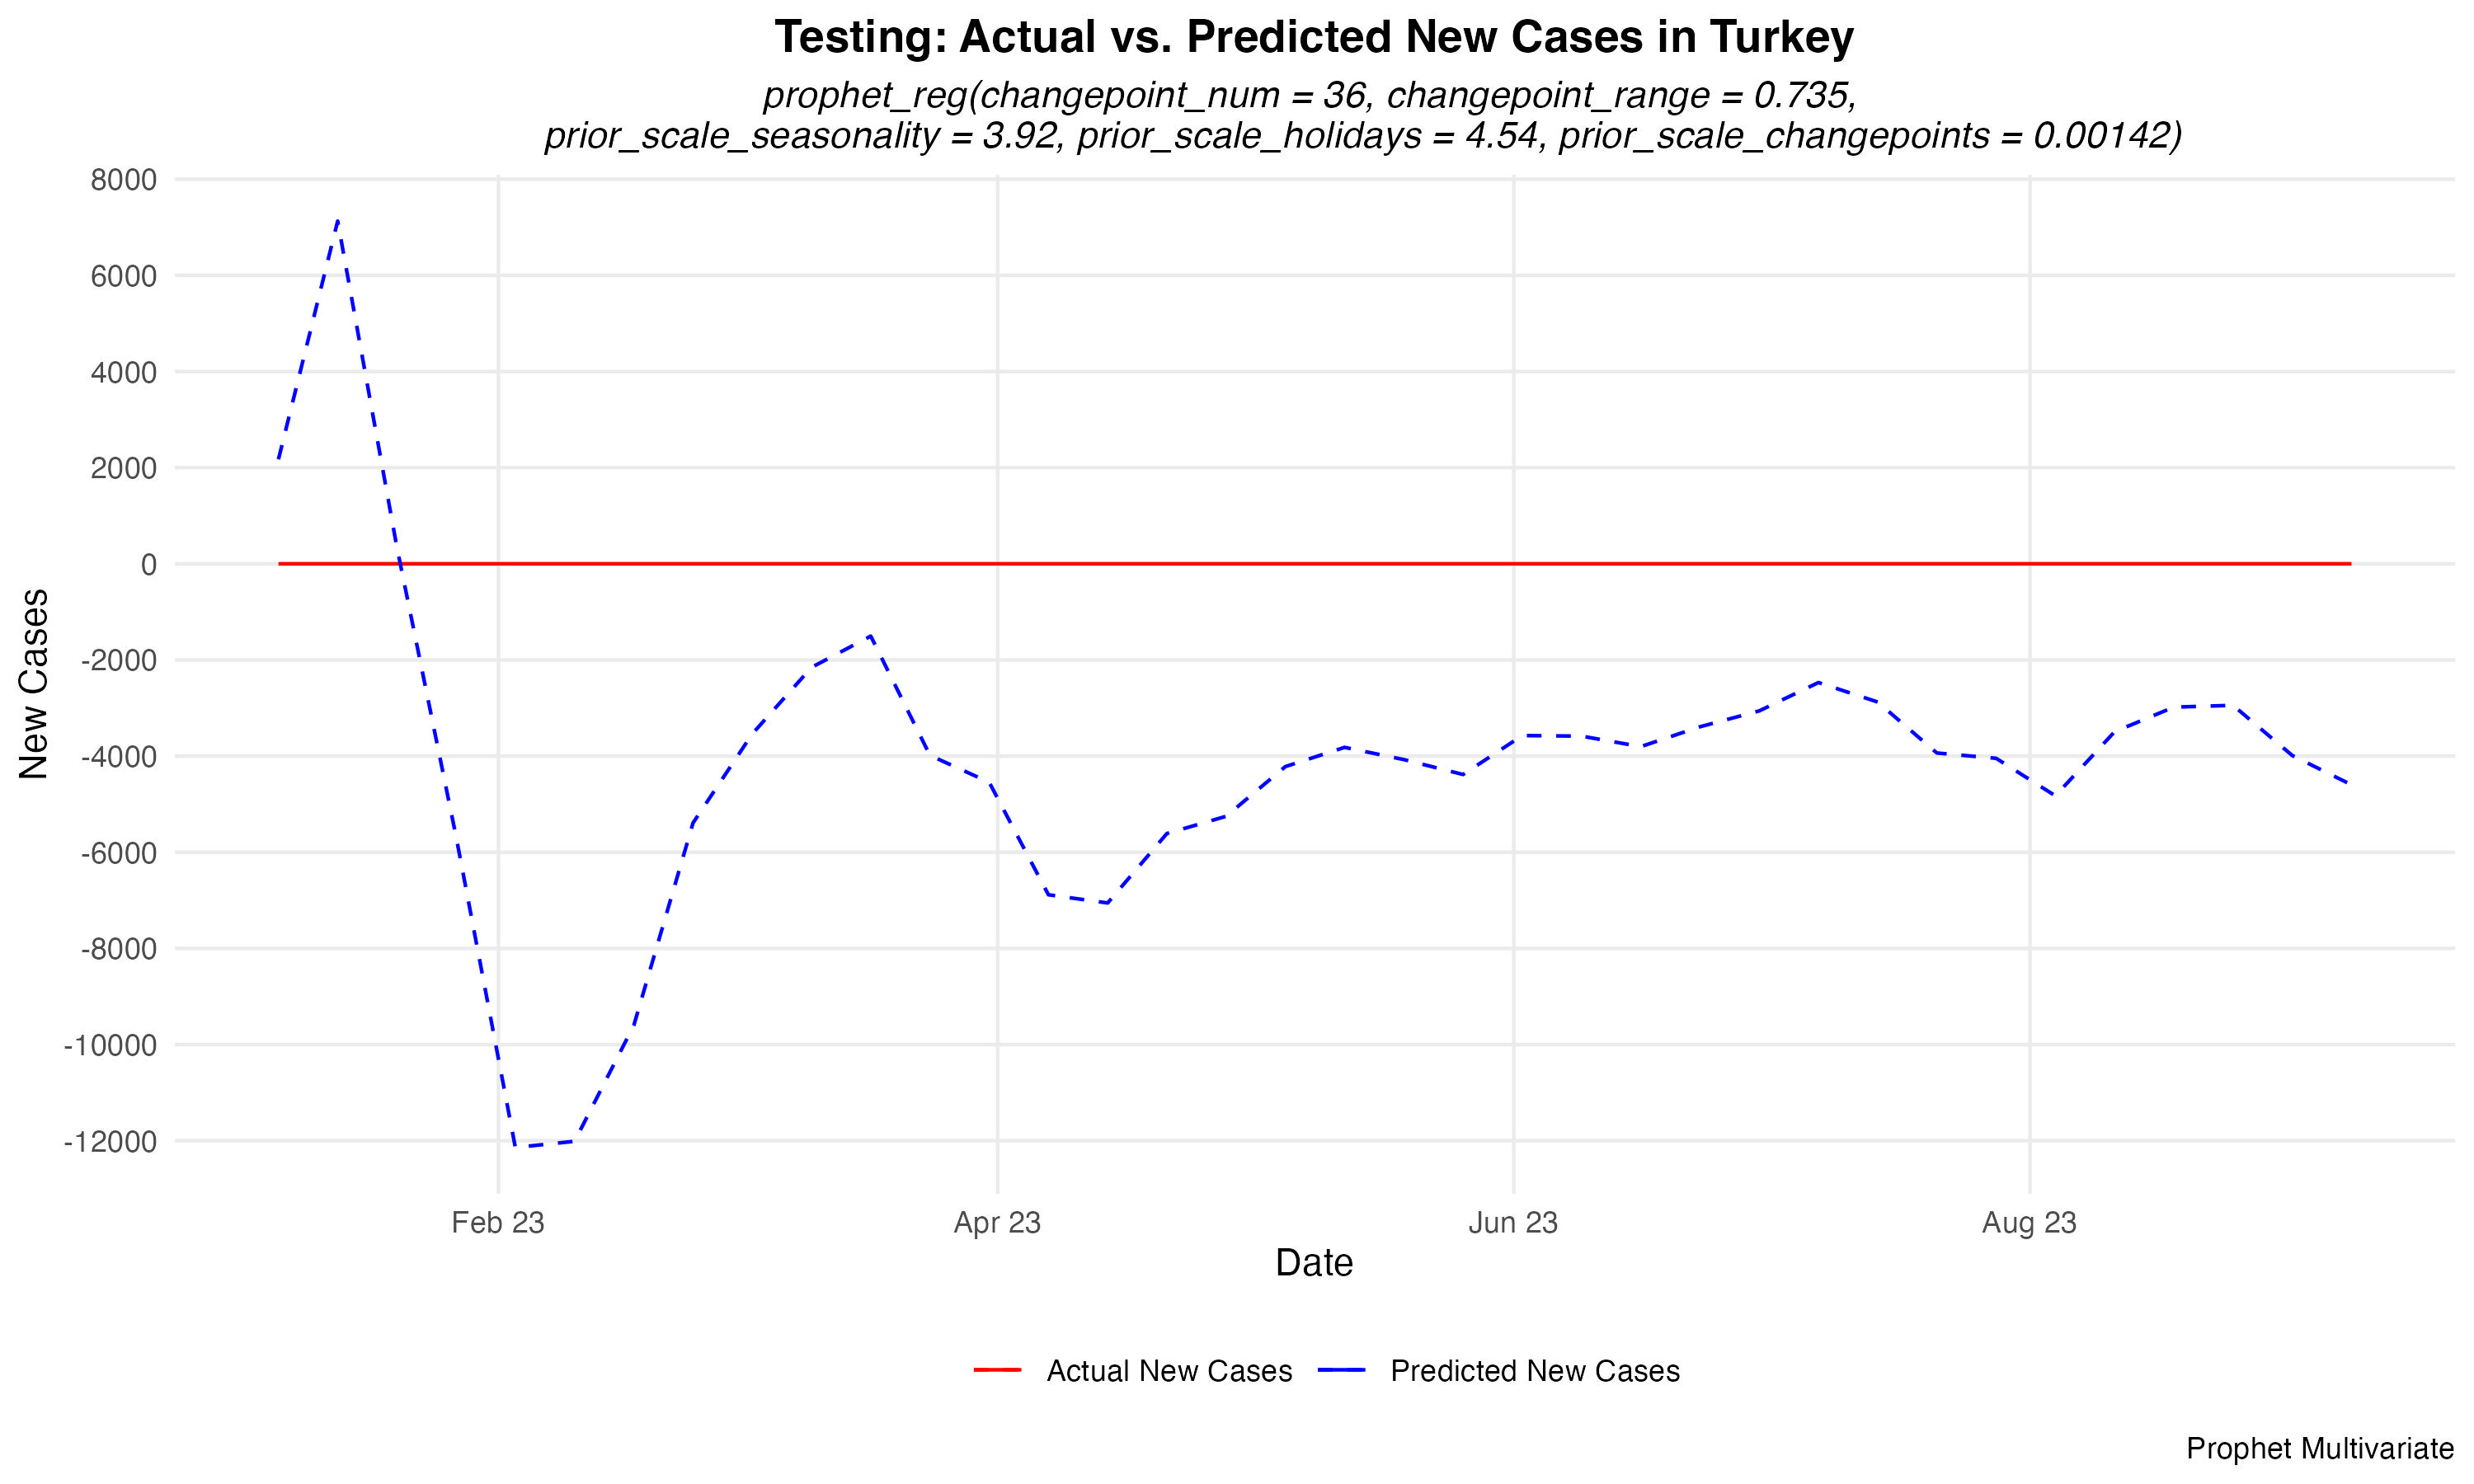 Testing: Actual vs. Predicted New Cases in Turkey
prophet_reg(changepoint_num = 36, changepoint_range = 0.735,
prior_scale_seasonality = 3.92, prior_scale_holidays = 4.54, prior_scale_changepoints = 0.00142)
8000
6000
4000
2000
0
-2000
-4000
-6000
-8000
-10000
-12000
New Cases
Feb 23 Apr 23 Jun 23 Aug 23
Date
Actual New Cases Predicted New Cases
Prophet Multivariate